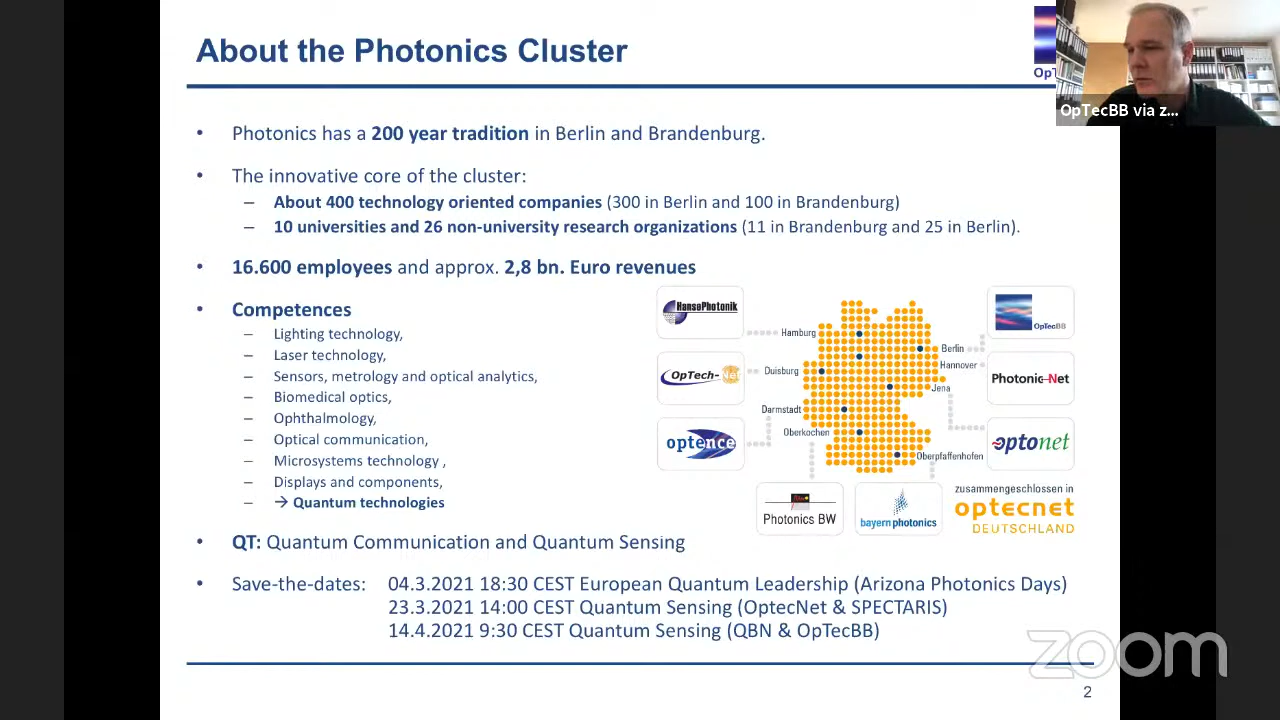 About the Photonics Cluster
OpT
OpTecBB via z...
• Photonics has a 200 year tradition in Berlin and Brandenburg.
• The innovative core of the cluster:
– About 400 technology oriented companies (300 in Berlin and 100 in Brandenburg)
– 10 universities and 26 non-university research organizations (11 in Brandenburg and 25 in Berlin).
• 16.600 employees and approx. 2,8 bn. Euro revenues
• Competences
– Lighting technology,
– Laser technology,
– Sensors, metrology and optical analytics,
– Biomedical optics,
– Ophthalmology,
– Optical communication,
– Microsystems technology ,
– Displays and components,
– → Quantum technologies
HansePhotonik
OpTech-Net
optence
Photonics BW
bayern photonics
OpTecBB
Photonic-Net
optonet
Hamburg
Duisburg
Darmstadt
Oberkochen
Berlin
Hannover
Jena
Oberpfaffenhofen
zusammengeschlossen in
optecnet
DEUTSCHLAND
• QT: Quantum Communication and Quantum Sensing
• Save-the-dates: 04.3.2021 18:30 CEST European Quantum Leadership (Arizona Photonics Days)
23.3.2021 14:00 CEST Quantum Sensing (OptecNet & SPECTARIS)
14.4.2021 9:30 CEST Quantum Sensing (QBN & OpTecBB)
zoom
2